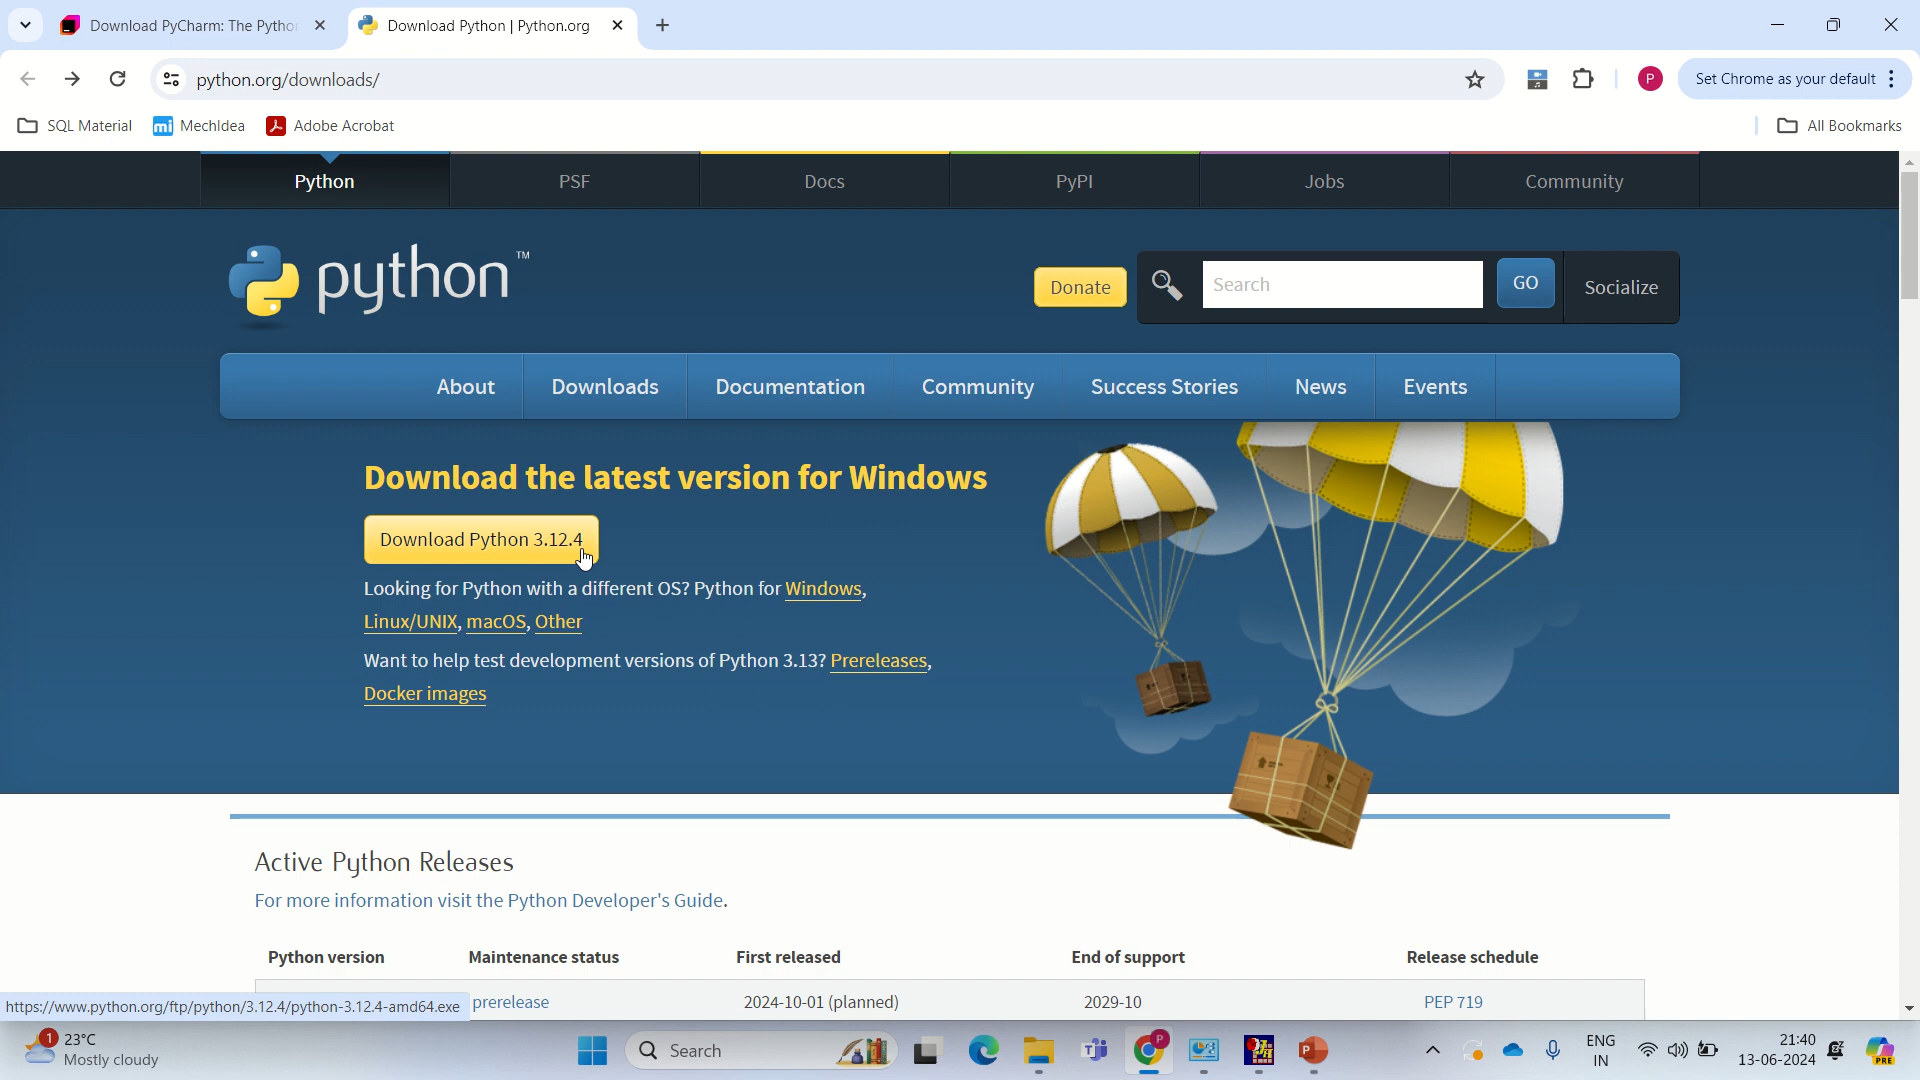 Download PyCharm: The Pytho
Download Python | Python.org
python.org/downloads/
P
Set Chrome as your default
SQL Material
mi
MechIdea
Adobe Acrobat
All Bookmarks
Python
PSF
Docs
PyPI
Jobs
Community
python™
Donate
Search
GO
Socialize
About
Downloads
Documentation
Community
Success Stories
News
Events
Download the latest version for Windows
Download Python 3.12.4
Looking for Python with a different OS? Python for Windows,
Linux/UNIX, macOS, Other
Want to help test development versions of Python 3.13? Prereleases,
Docker images
Active Python Releases
For more information visit the Python Developer's Guide.
Python version
Maintenance status
First released
End of support
Release schedule
https://www.python.org/ftp/python/3.12.4/python-3.12.4-amd64.exe
prerelease
2024-10-01 (planned)
2029-10
PEP 719
1
23°C
Mostly cloudy
Search
P
ENG
IN
21:40
13-06-2024
PRE